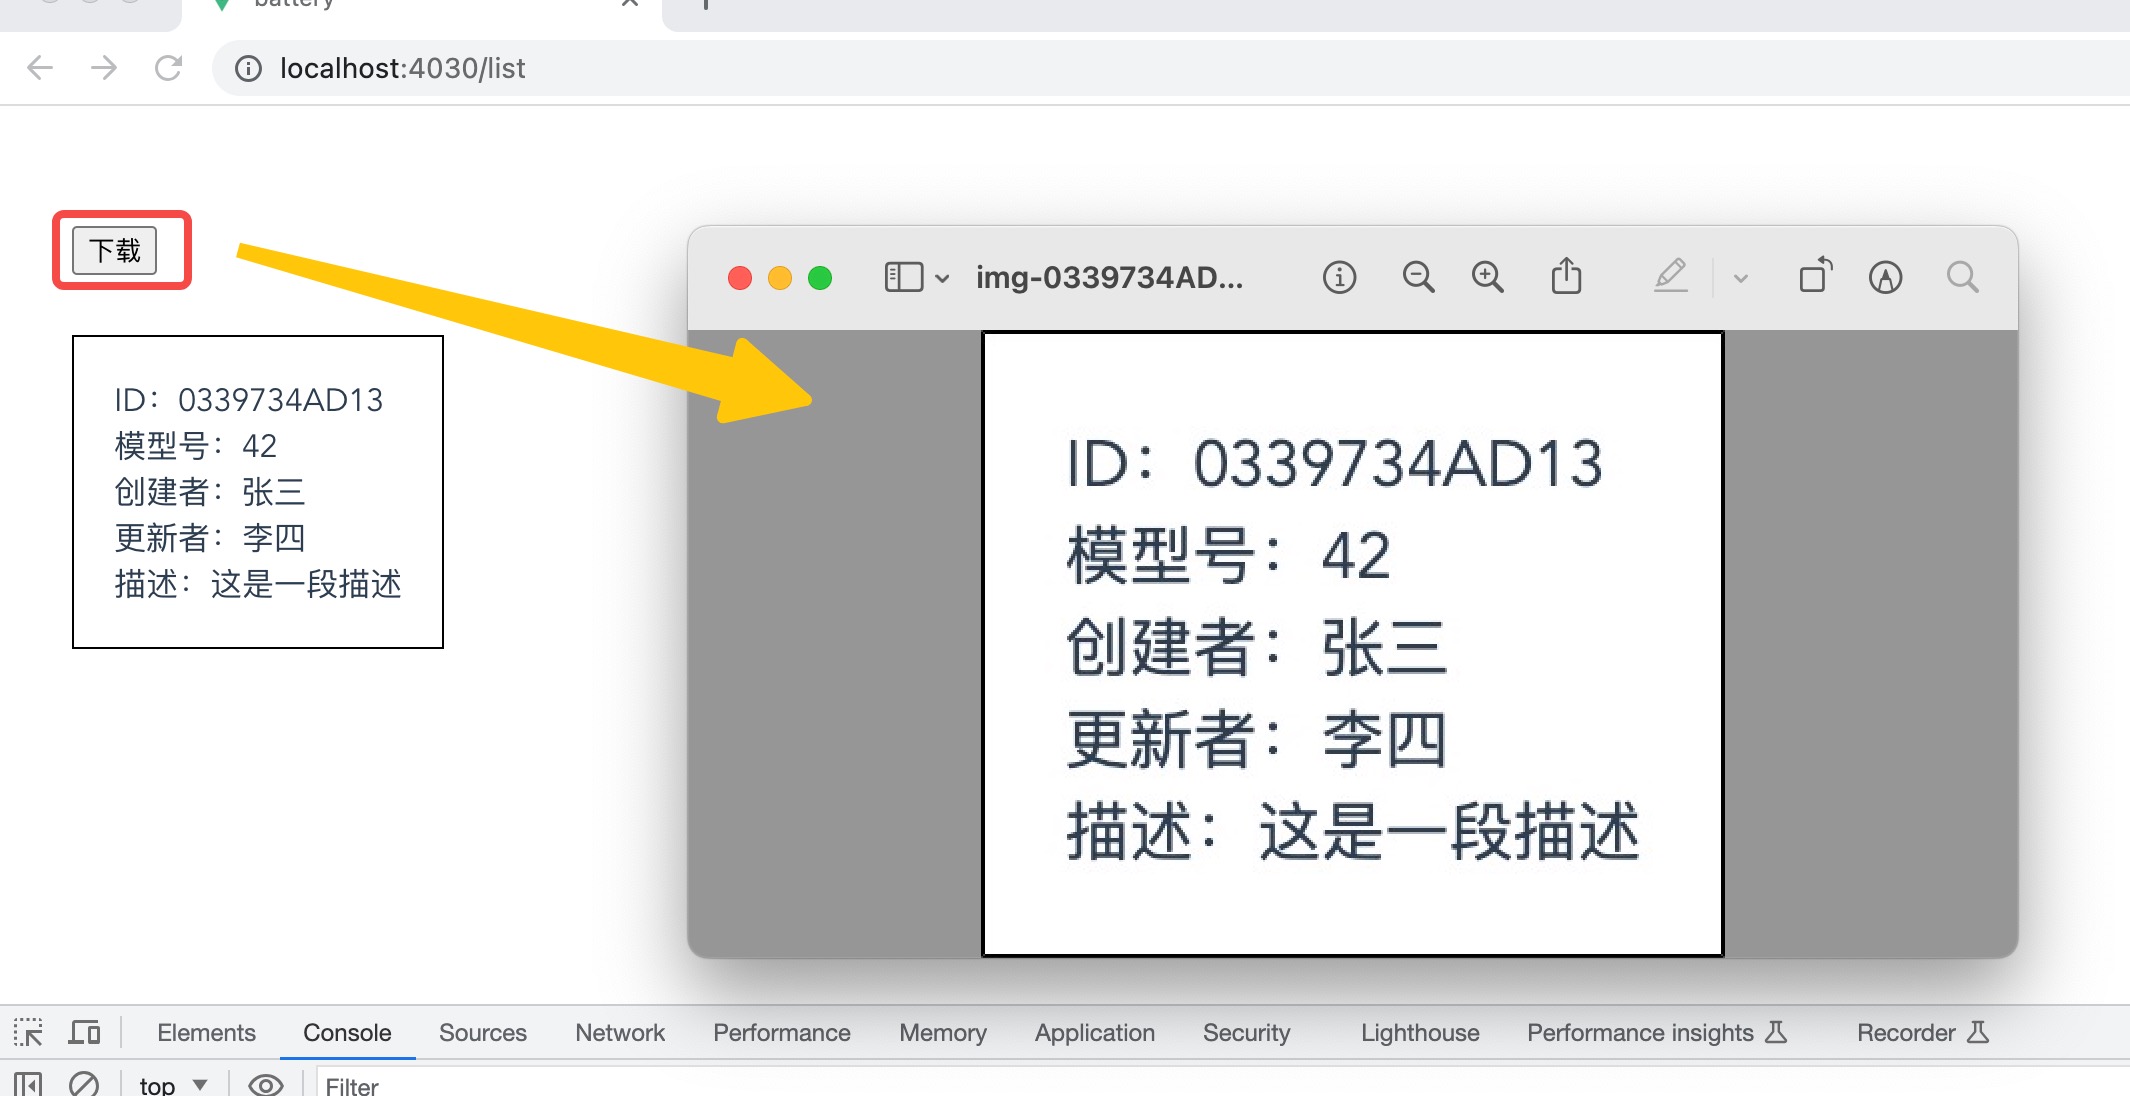 battery
localhost:4030/list
下载
ID：0339734AD13
模型号：42
创建者：张三
更新者：李四
描述：这是一段描述
img-0339734AD...
ID：0339734AD13
模型号：42
创建者：张三
更新者：李四
描述：这是一段描述
Elements Console Sources Network Performance Memory Application Security Lighthouse Performance insights Recorder
top Filter